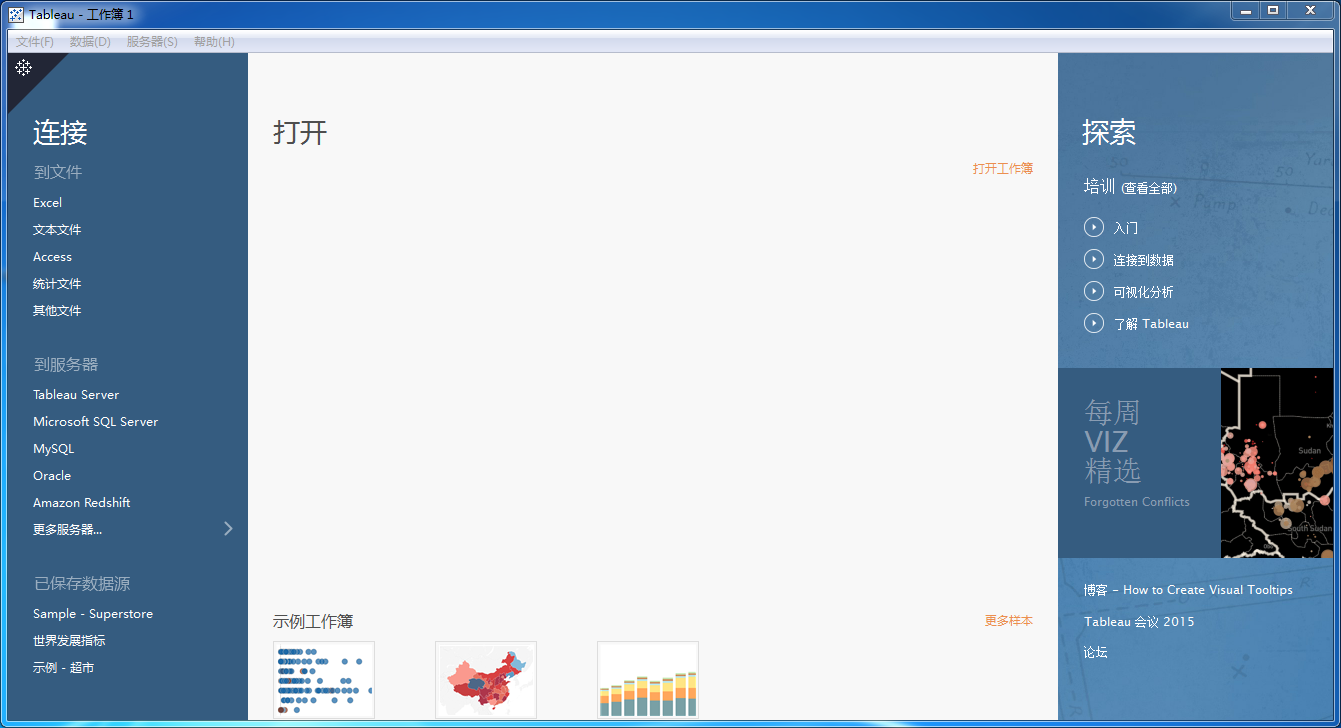 Tableau - 工作簿 1
文件(F) 数据(D) 服务器(S) 帮助(H)
连接
到文件
Excel
文本文件
Access
统计文件
其他文件
到服务器
Tableau Server
Microsoft SQL Server
MySQL
Oracle
Amazon Redshift
更多服务器...
已保存数据源
Sample - Superstore
世界发展指标
示例 - 超市
打开
打开工作簿
示例工作簿
更多样本
探索
培训 (查看全部)
入门
连接到数据
可视化分析
了解 Tableau
每周
VIZ
精选
Forgotten Conflicts
Sudan
South Sudan
博客 - How to Create Visual Tooltips
Tableau 会议 2015
论坛
50
50
Pump